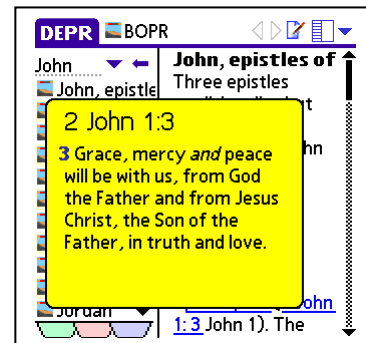 DEPR BOPR
John
John, epistle
John, epistles of
Three epistles
2 John 1:3
3 Grace, mercy and peace
will be with us, from God
the Father and from Jesus
Christ, the Son of the
Father, in truth and love.
Jordan
1:3 John 1). The